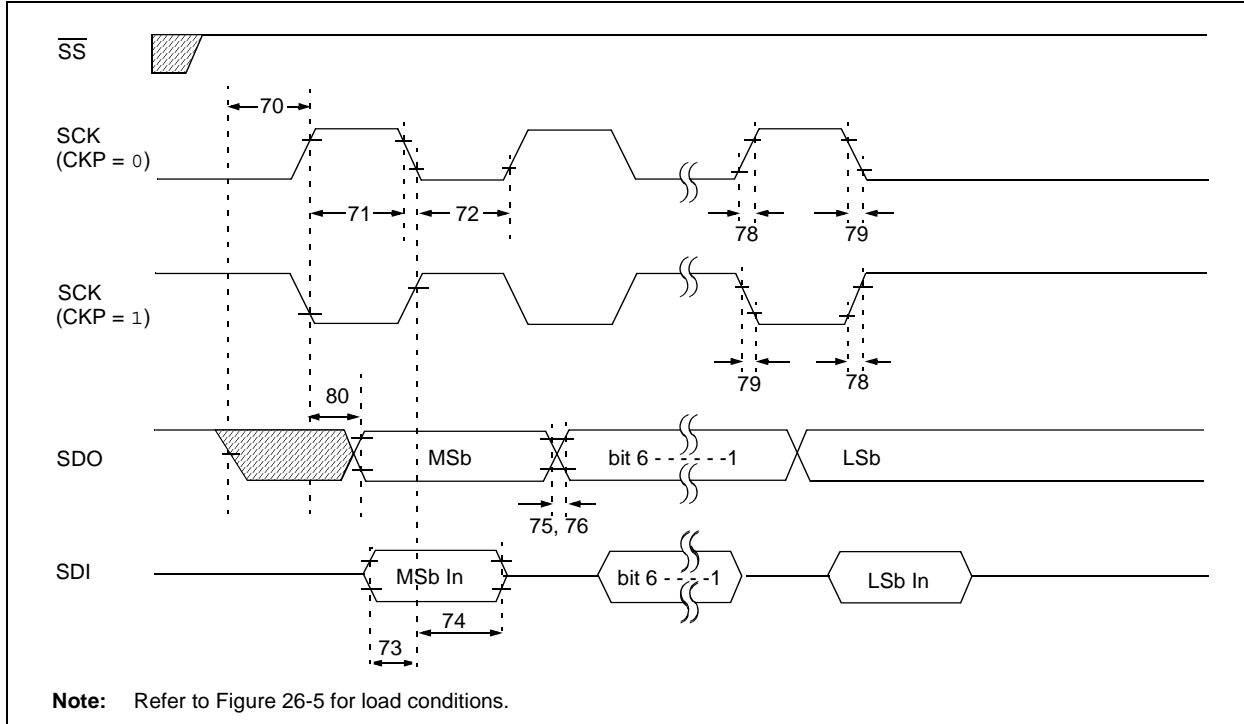 SS
70
SCK
(CKP = 0)
71
72
78
79
SCK
(CKP = 1)
79
78
80
SDO
MSb
bit 6 - - - - - -1
LSb
75, 76
SDI
MSb In
bit 6 - - - - -1
LSb In
74
73
Note: Refer to Figure 26-5 for load conditions.